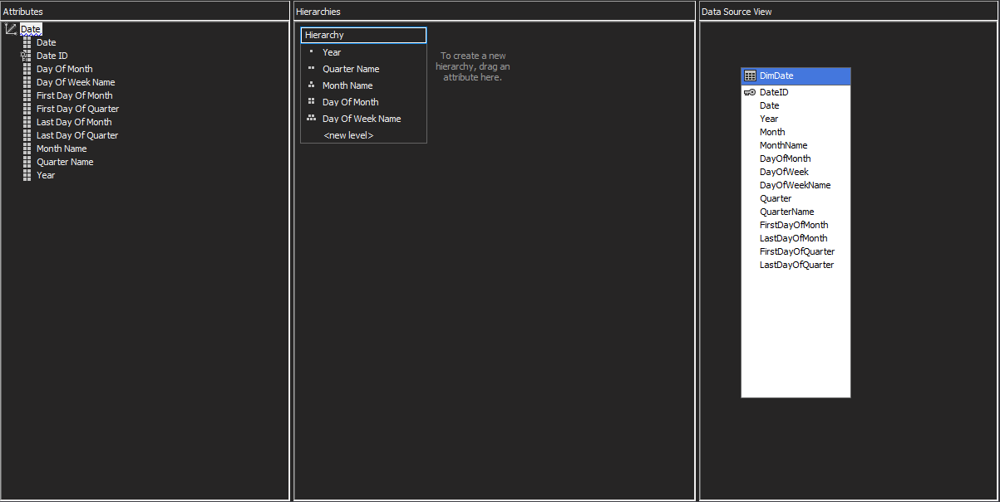 Attributes
Date
Date
Date ID
Day Of Month
Day Of Week Name
First Day Of Month
First Day Of Quarter
Last Day Of Month
Last Day Of Quarter
Month Name
Quarter Name
Year
Hierarchies
Hierarchy
Year
Quarter Name
Month Name
Day Of Month
Day Of Week Name
<new level>
To create a new
hierarchy, drag an
attribute here.
Data Source View
DimDate
DateID
Date
Year
Month
MonthName
DayOfMonth
DayOfWeek
DayOfWeekName
Quarter
QuarterName
FirstDayOfMonth
LastDayOfMonth
FirstDayOfQuarter
LastDayOfQuarter